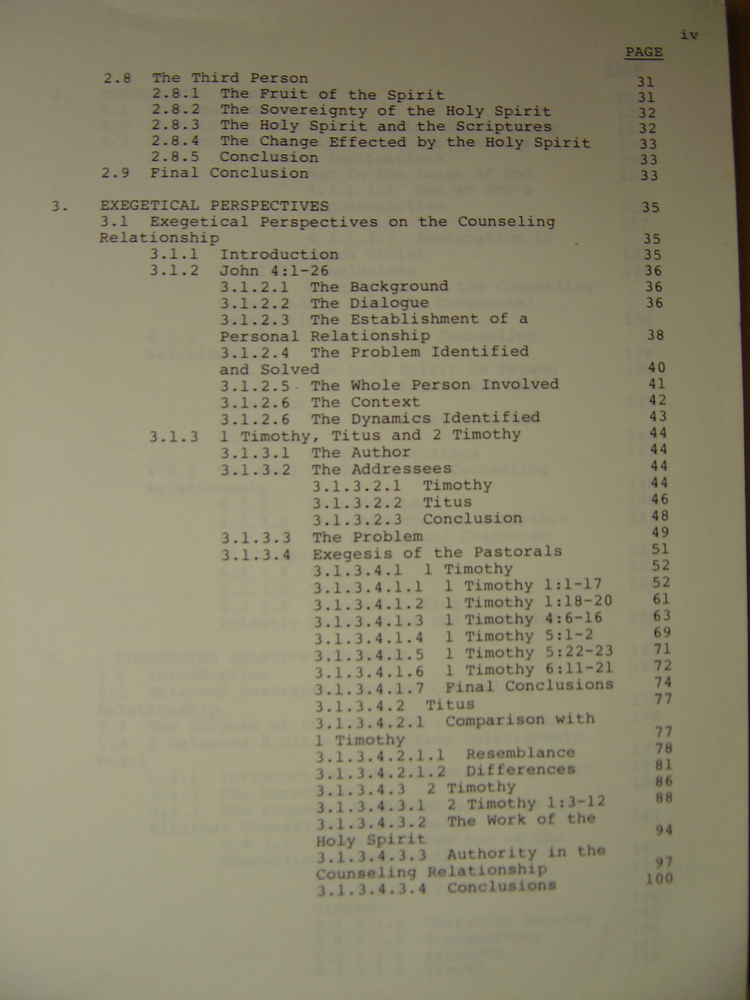 iv
PAGE
2.8 The Third Person 31
2.8.1 The Fruit of the Spirit 31
2.8.2 The Sovereignty of the Holy Spirit 32
2.8.3 The Holy Spirit and the Scriptures 32
2.8.4 The Change Effected by the Holy Spirit 33
2.8.5 Conclusion 33
2.9 Final Conclusion 33
3. EXEGETICAL PERSPECTIVES 35
3.1 Exegetical Perspectives on the Counseling
Relationship 35
3.1.1 Introduction 35
3.1.2 John 4:1-26 36
3.1.2.1 The Background 36
3.1.2.2 The Dialogue 36
3.1.2.3 The Establishment of a
Personal Relationship 38
3.1.2.4 The Problem Identified
and Solved 40
3.1.2.5 The Whole Person Involved 41
3.1.2.6 The Context 42
3.1.2.6 The Dynamics Identified 43
3.1.3 1 Timothy, Titus and 2 Timothy 44
3.1.3.1 The Author 44
3.1.3.2 The Addressees 44
3.1.3.2.1 Timothy 44
3.1.3.2.2 Titus 46
3.1.3.2.3 Conclusion 48
3.1.3.3 The Problem 49
3.1.3.4 Exegesis of the Pastorals 51
3.1.3.4.1 1 Timothy 52
3.1.3.4.1.1 1 Timothy 1:1-17 52
3.1.3.4.1.2 1 Timothy 1:18-20 61
3.1.3.4.1.3 1 Timothy 4:6-16 63
3.1.3.4.1.4 1 Timothy 5:1-2 69
3.1.3.4.1.5 1 Timothy 5:22-23 71
3.1.3.4.1.6 1 Timothy 6:11-21 72
3.1.3.4.1.7 Final Conclusions 74
3.1.3.4.2 Titus 77
3.1.3.4.2.1 Comparison with
1 Timothy 77
3.1.3.4.2.1.1 Resemblance 78
3.1.3.4.2.1.2 Differences 81
3.1.3.4.3 2 Timothy 86
3.1.3.4.3.1 2 Timothy 1:3-12 88
3.1.3.4.3.2 The Work of the
Holy Spirit 94
3.1.3.4.3.3 Authority in the
Counseling Relationship 97
3.1.3.4.3.4 Conclusions 100